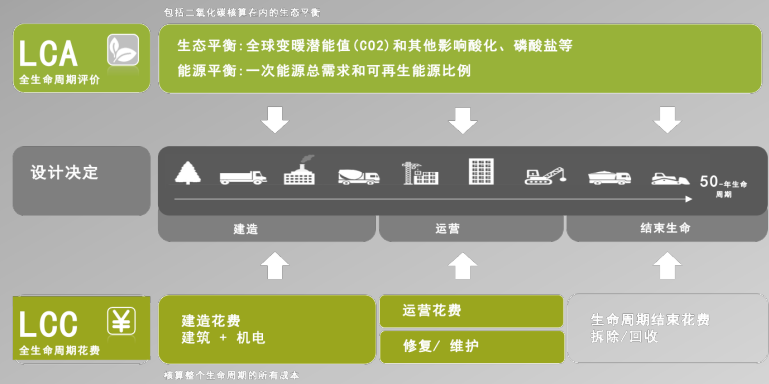 包括二氧化碳核算在内的生态平衡
LCA
全生命周期评价
生态平衡:全球变暖潜能值(CO2)和其他影响酸化、磷酸盐等
能源平衡:一次能源总需求和可再生能源比例
设计决定
50-年生命
周期
建造
运营
结束生命
LCC
¥
全生命周期花费
建造花费
建筑 + 机电
运营花费
修复/ 维护
生命周期结束花费
拆除/回收
核算整个生命周期的所有成本